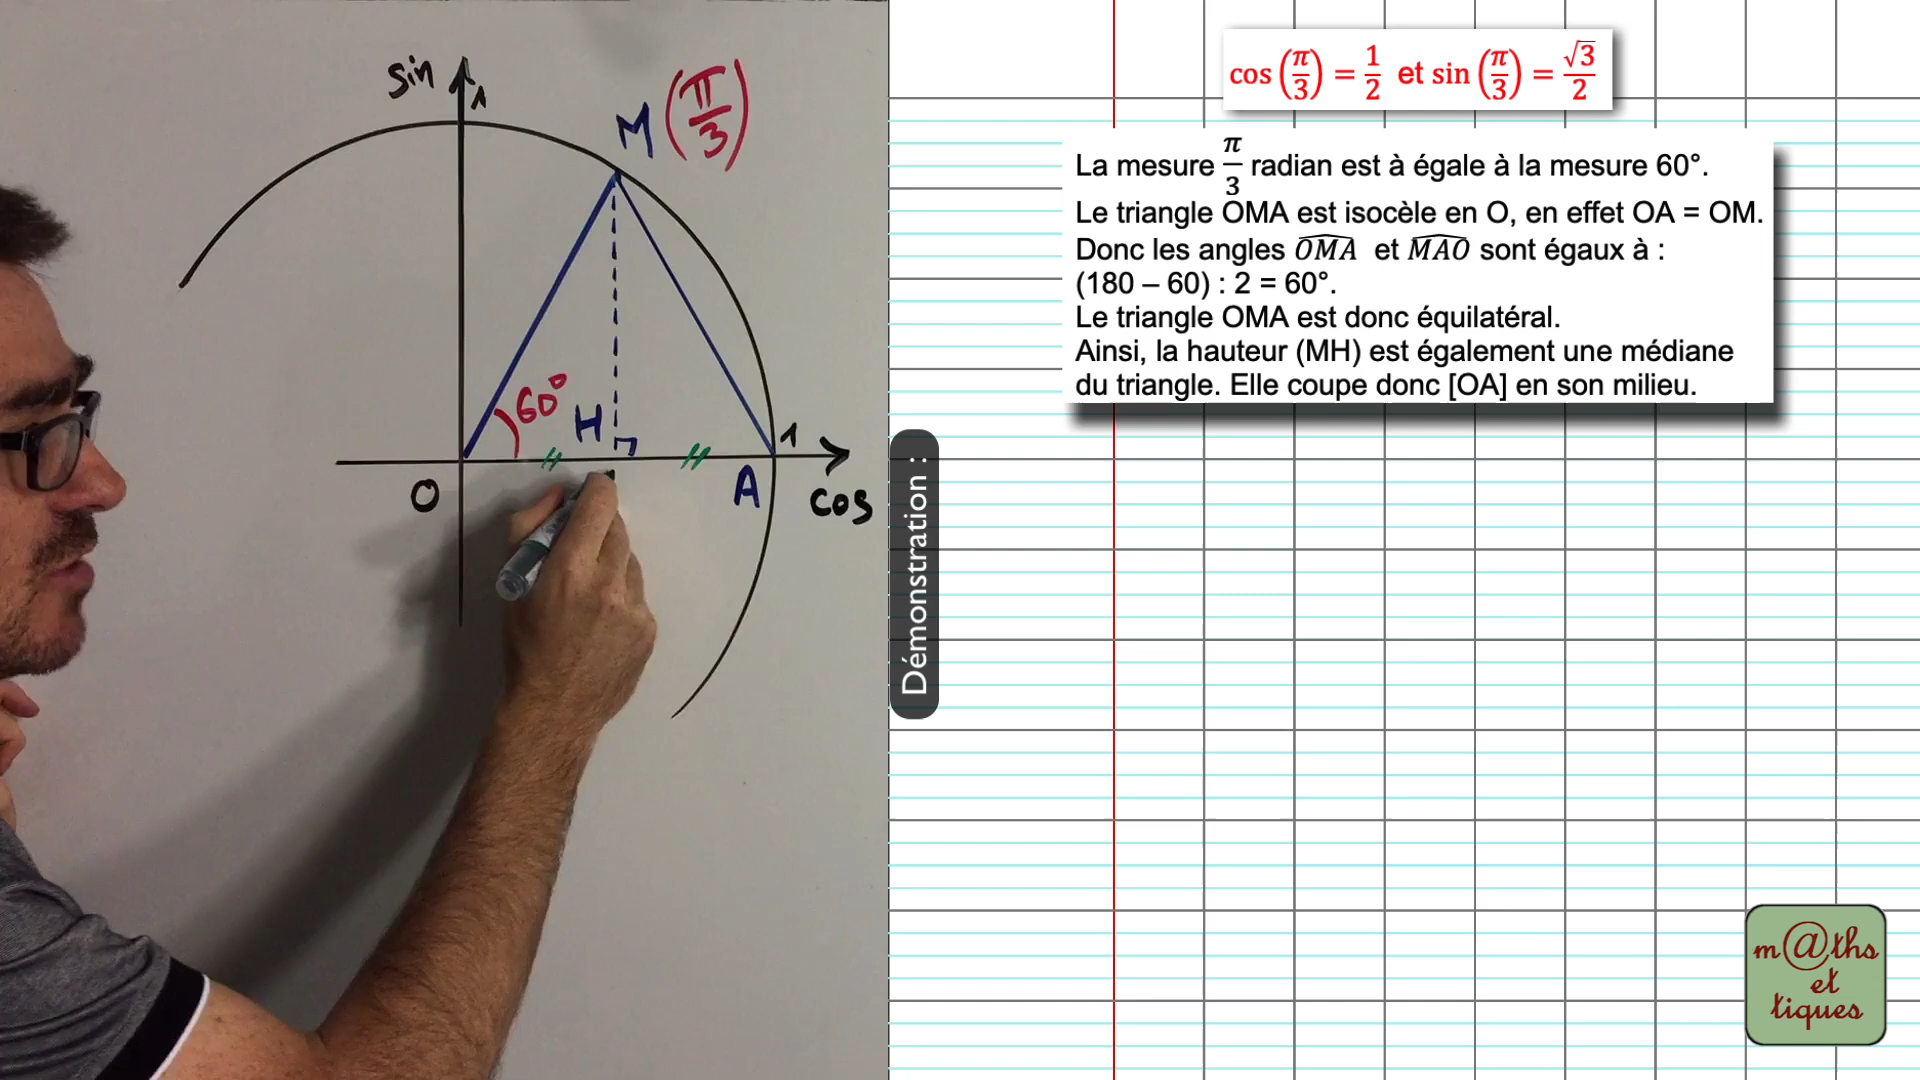 sin
1
M (π/3)
60°
H
1
O
A
cos
cos(π/3) = 1/2 et sin(π/3) = √3/2
La mesure π/3 radian est à égale à la mesure 60°.
Le triangle OMA est isocèle en O, en effet OA = OM.
Donc les angles OMA et MAO sont égaux à :
(180 – 60) : 2 = 60°.
Le triangle OMA est donc équilatéral.
Ainsi, la hauteur (MH) est également une médiane
du triangle. Elle coupe donc [OA] en son milieu.
Démonstration :
m@ths
et
tiques